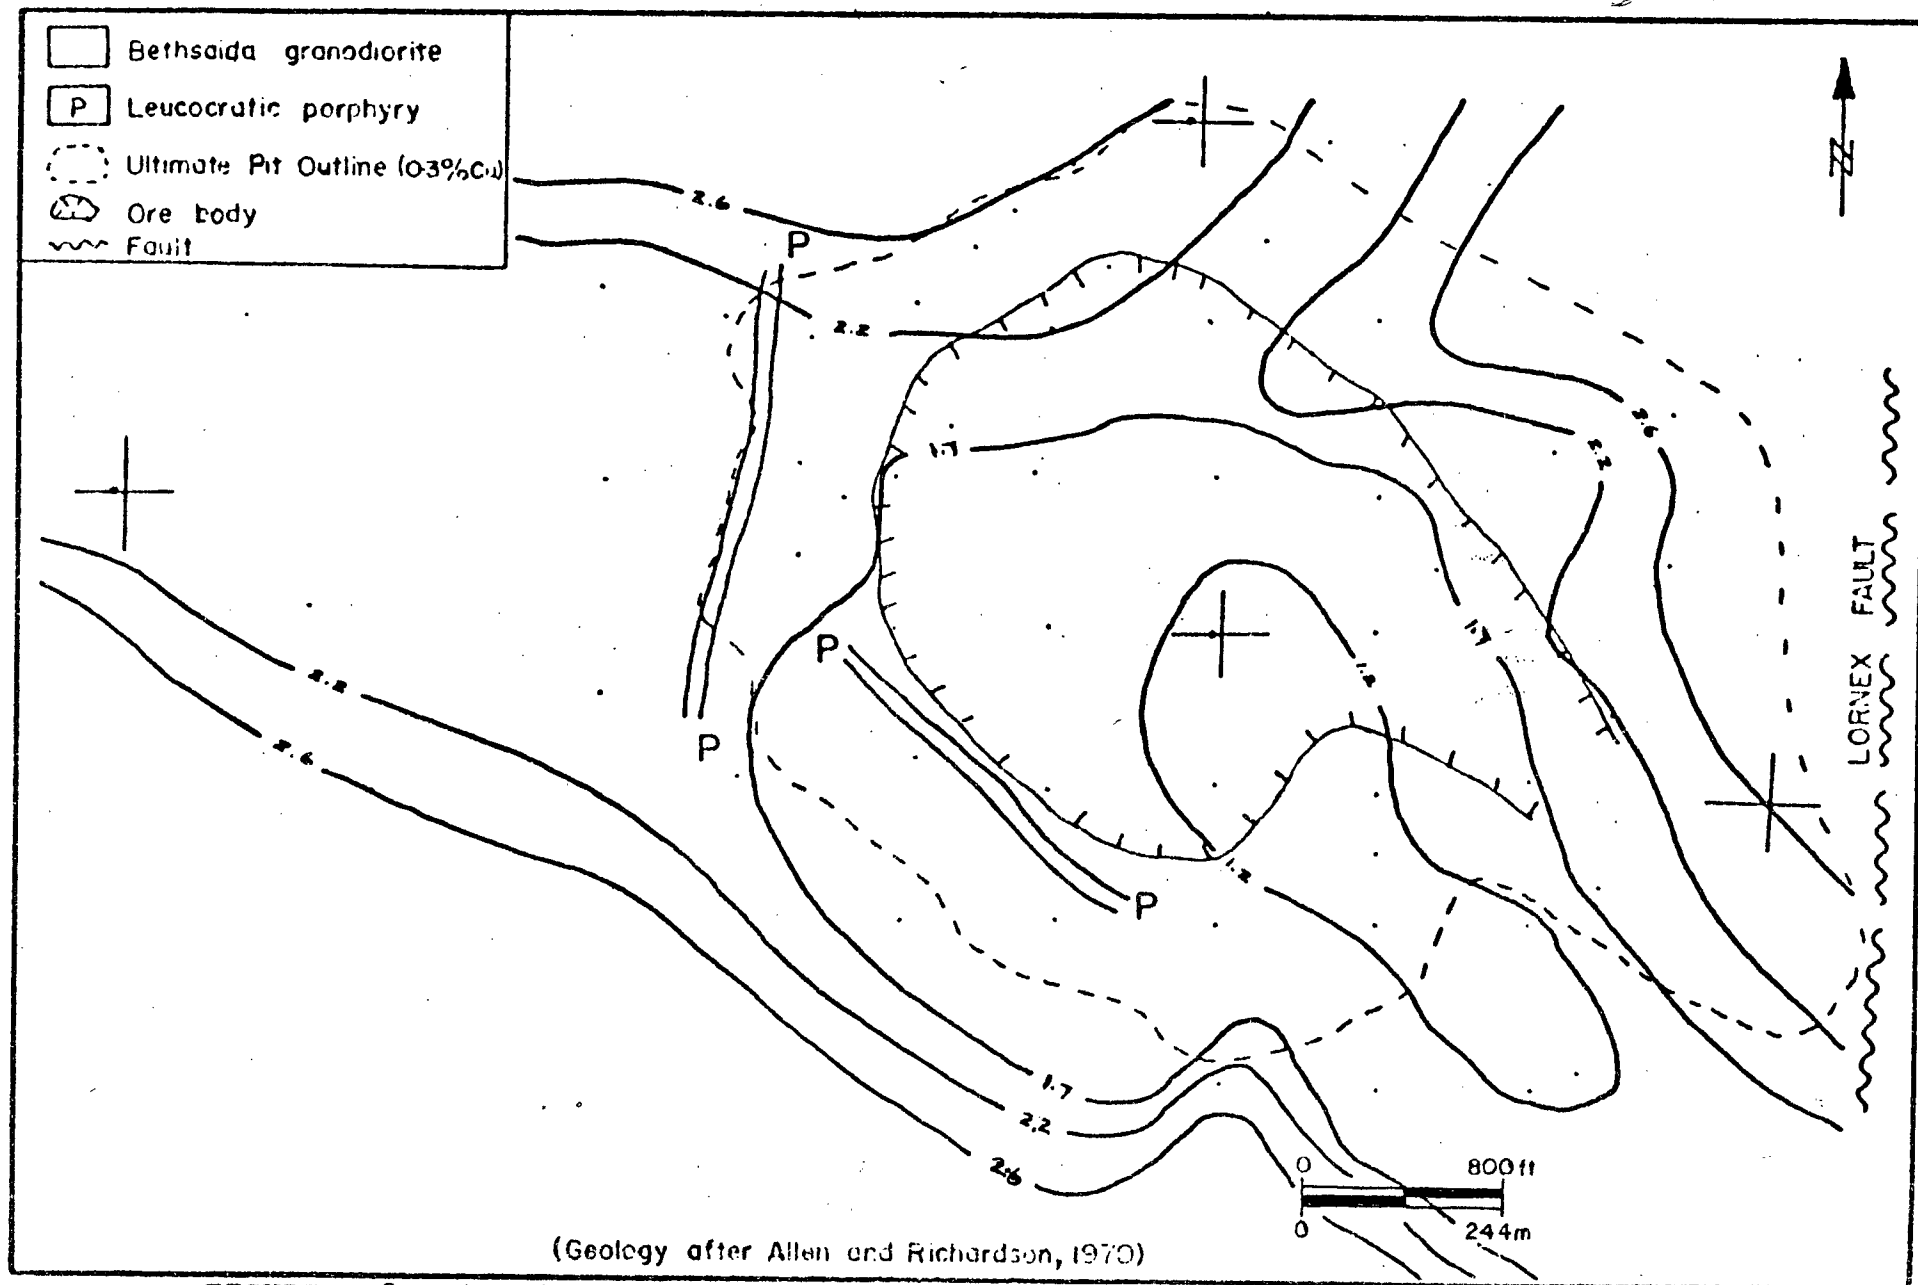 Bethsaida granodiorite
P Leucocratic porphyry
Ultimate Pit Outline (0.3%Cu)
Ore body
Fault
N
2.6
P
2.2
1.7
2.6
2.2
LORNEX FAULT
P
1.7
1.2
2.2
2.6
P
1.2
P
1.7
2.2
2.6
0 800ft
0 244m
(Geology after Allen and Richardson, 1970)